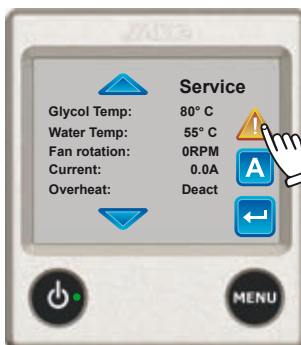 Service
Glycol Temp: 80° C
Water Temp: 55° C
Fan rotation: 0RPM
Current: 0.0A
Overheat: Deact
A
MENU